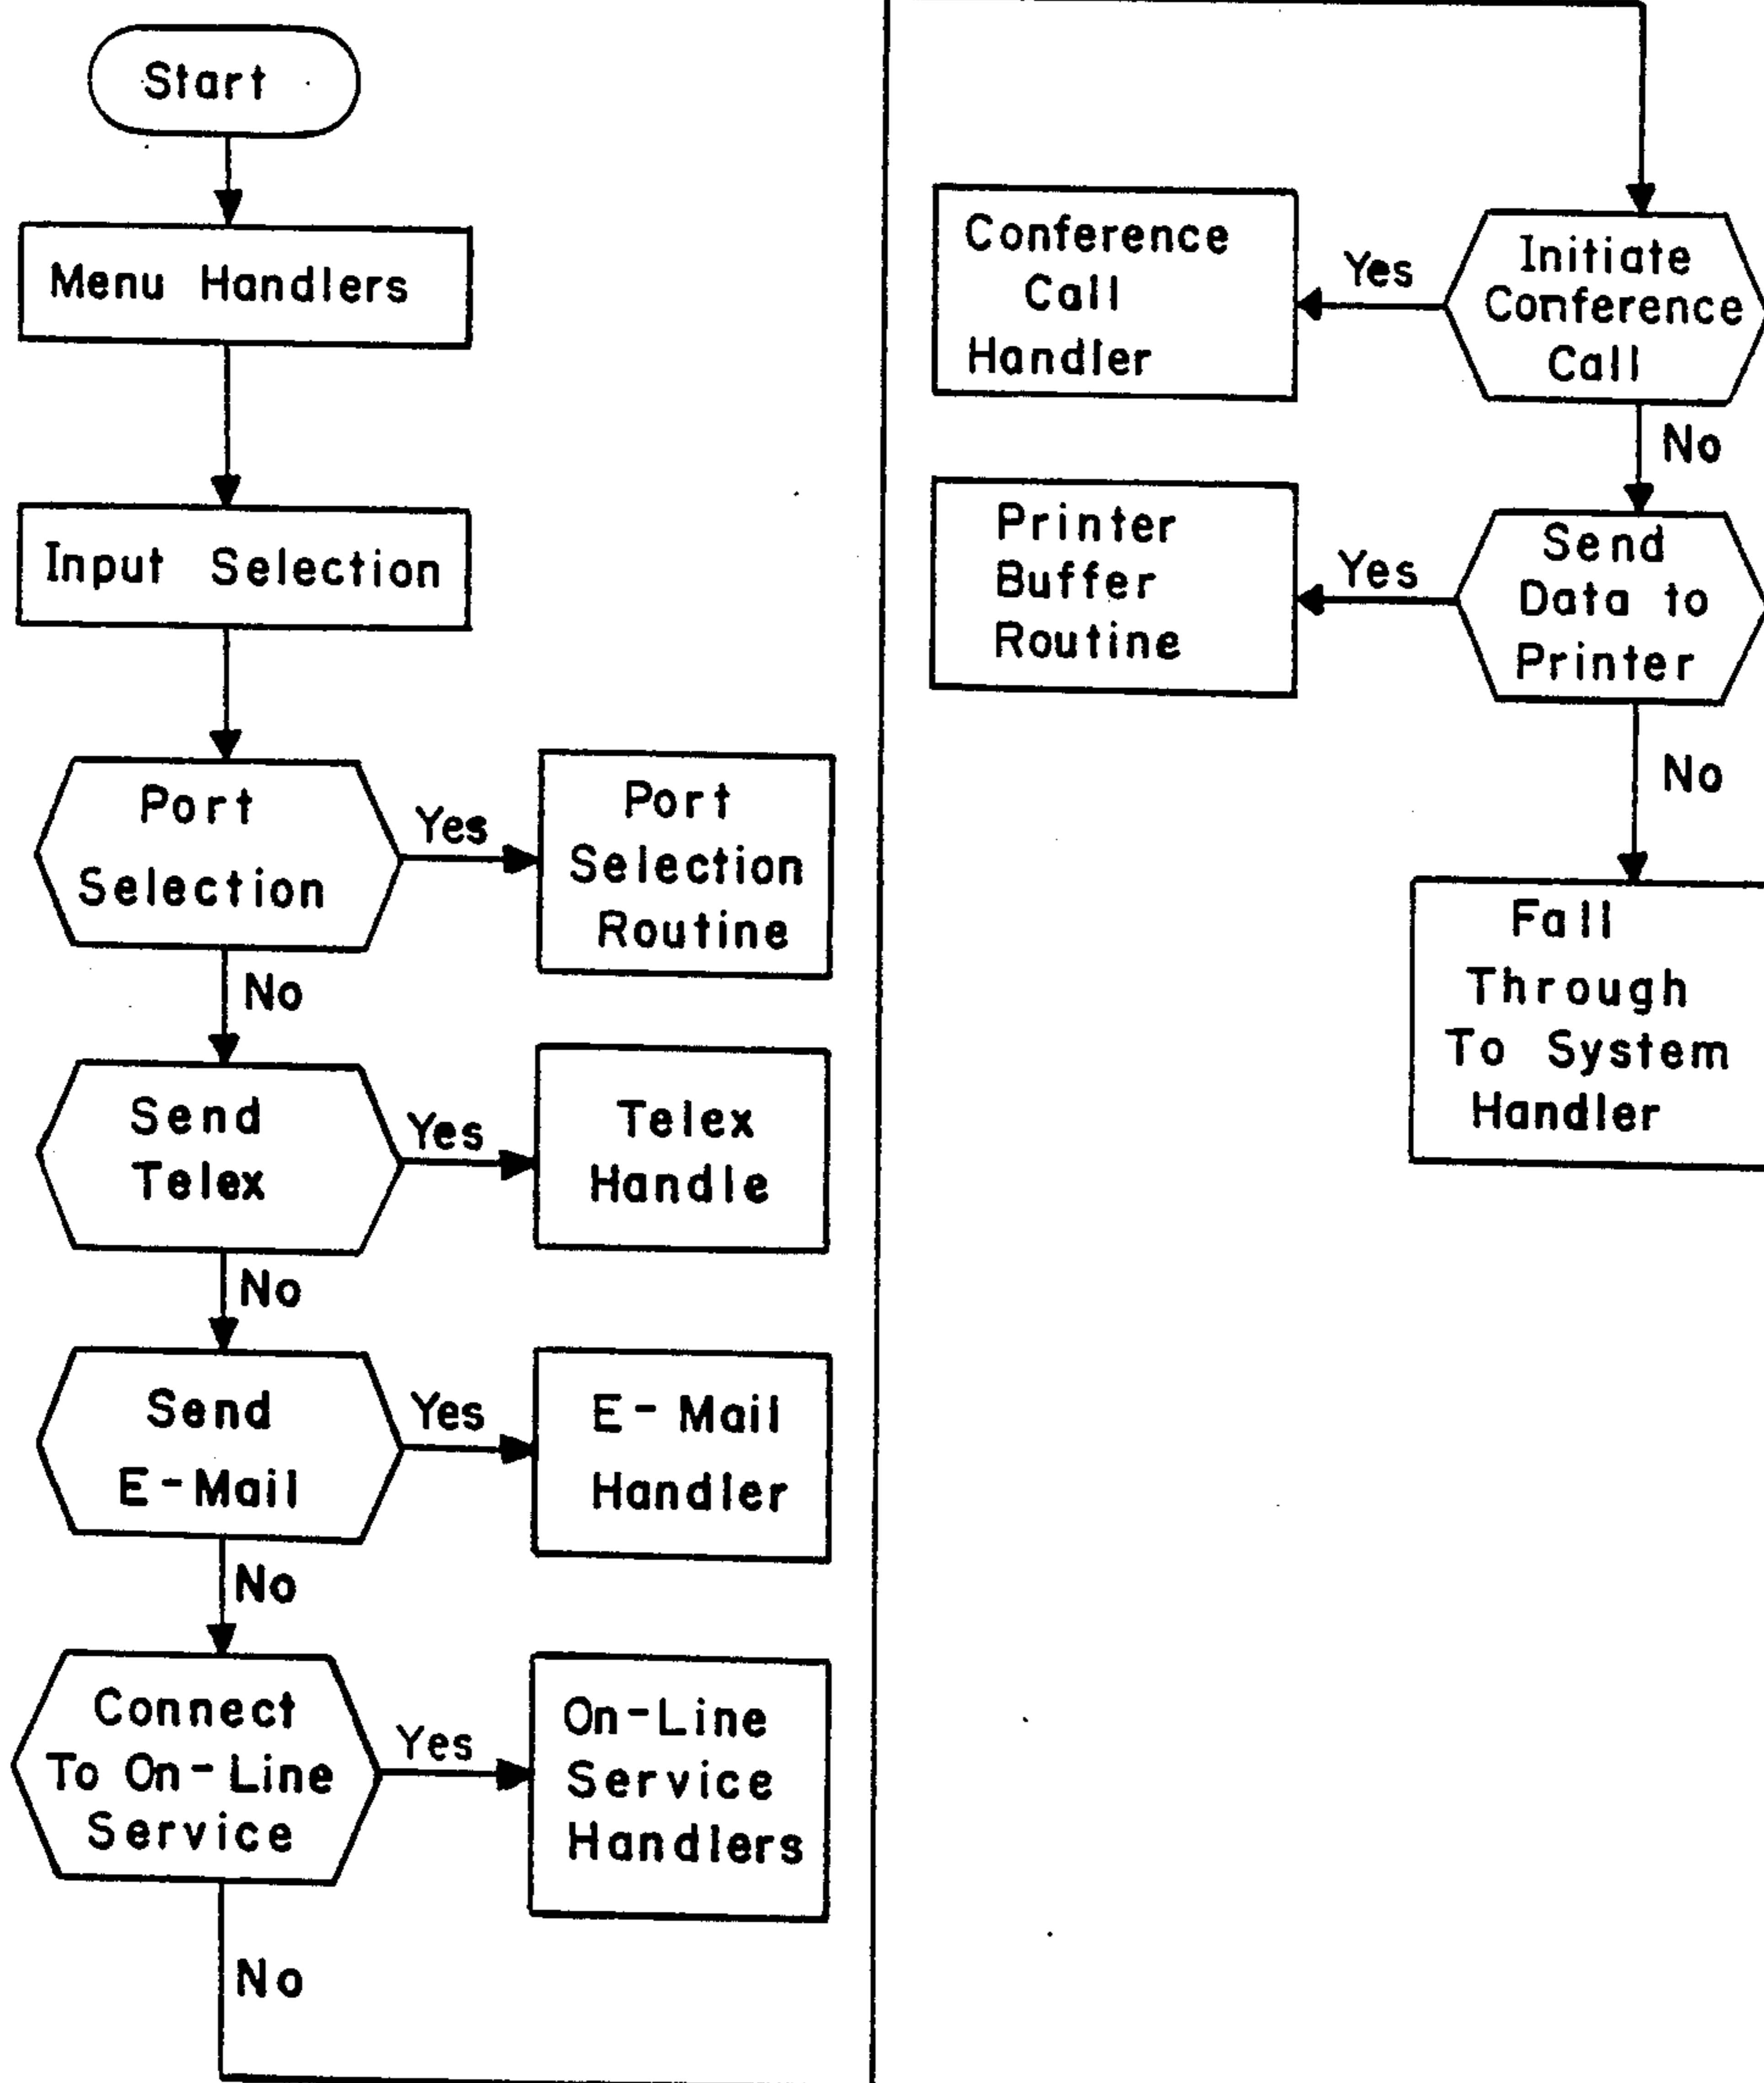 Start
Menu Handlers
Input Selection
Port
Selection
Yes
Port
Selection
Routine
No
Send
Telex
Yes
Telex
Handle
No
Send
E-Mail
Yes
E-Mail
Handler
No
Connect
To On-Line
Service
Yes
On-Line
Service
Handlers
No
Initiate
Conference
Call
Yes
Conference
Call
Handler
No
Send
Data to
Printer
Yes
Printer
Buffer
Routine
No
Fall
Through
To System
Handler